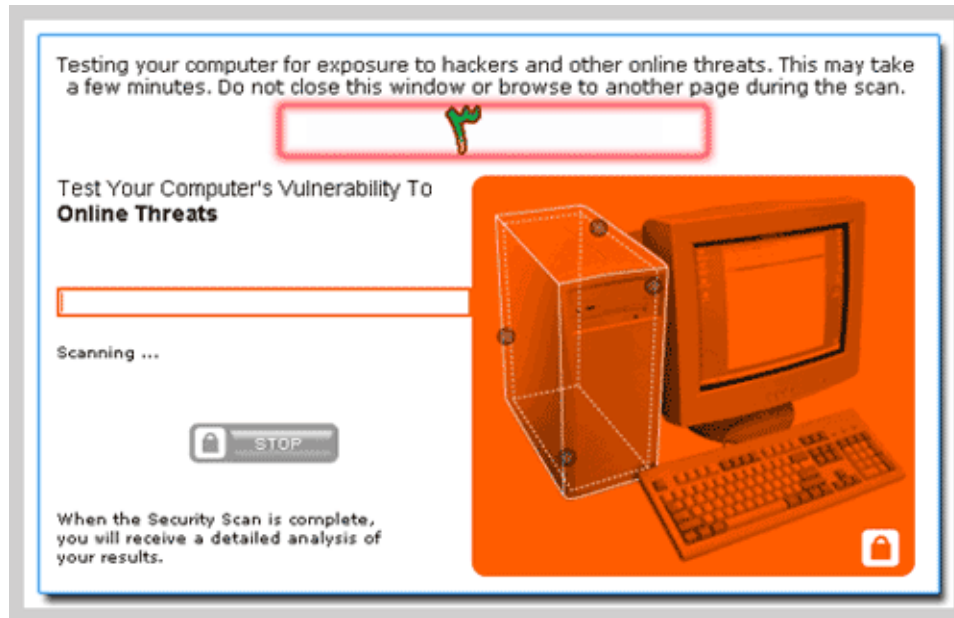 Testing your computer for exposure to hackers and other online threats. This may take
a few minutes. Do not close this window or browse to another page during the scan.
٣
Test Your Computer's Vulnerability To
Online Threats
Scanning ...
STOP
When the Security Scan is complete,
you will receive a detailed analysis of
your results.